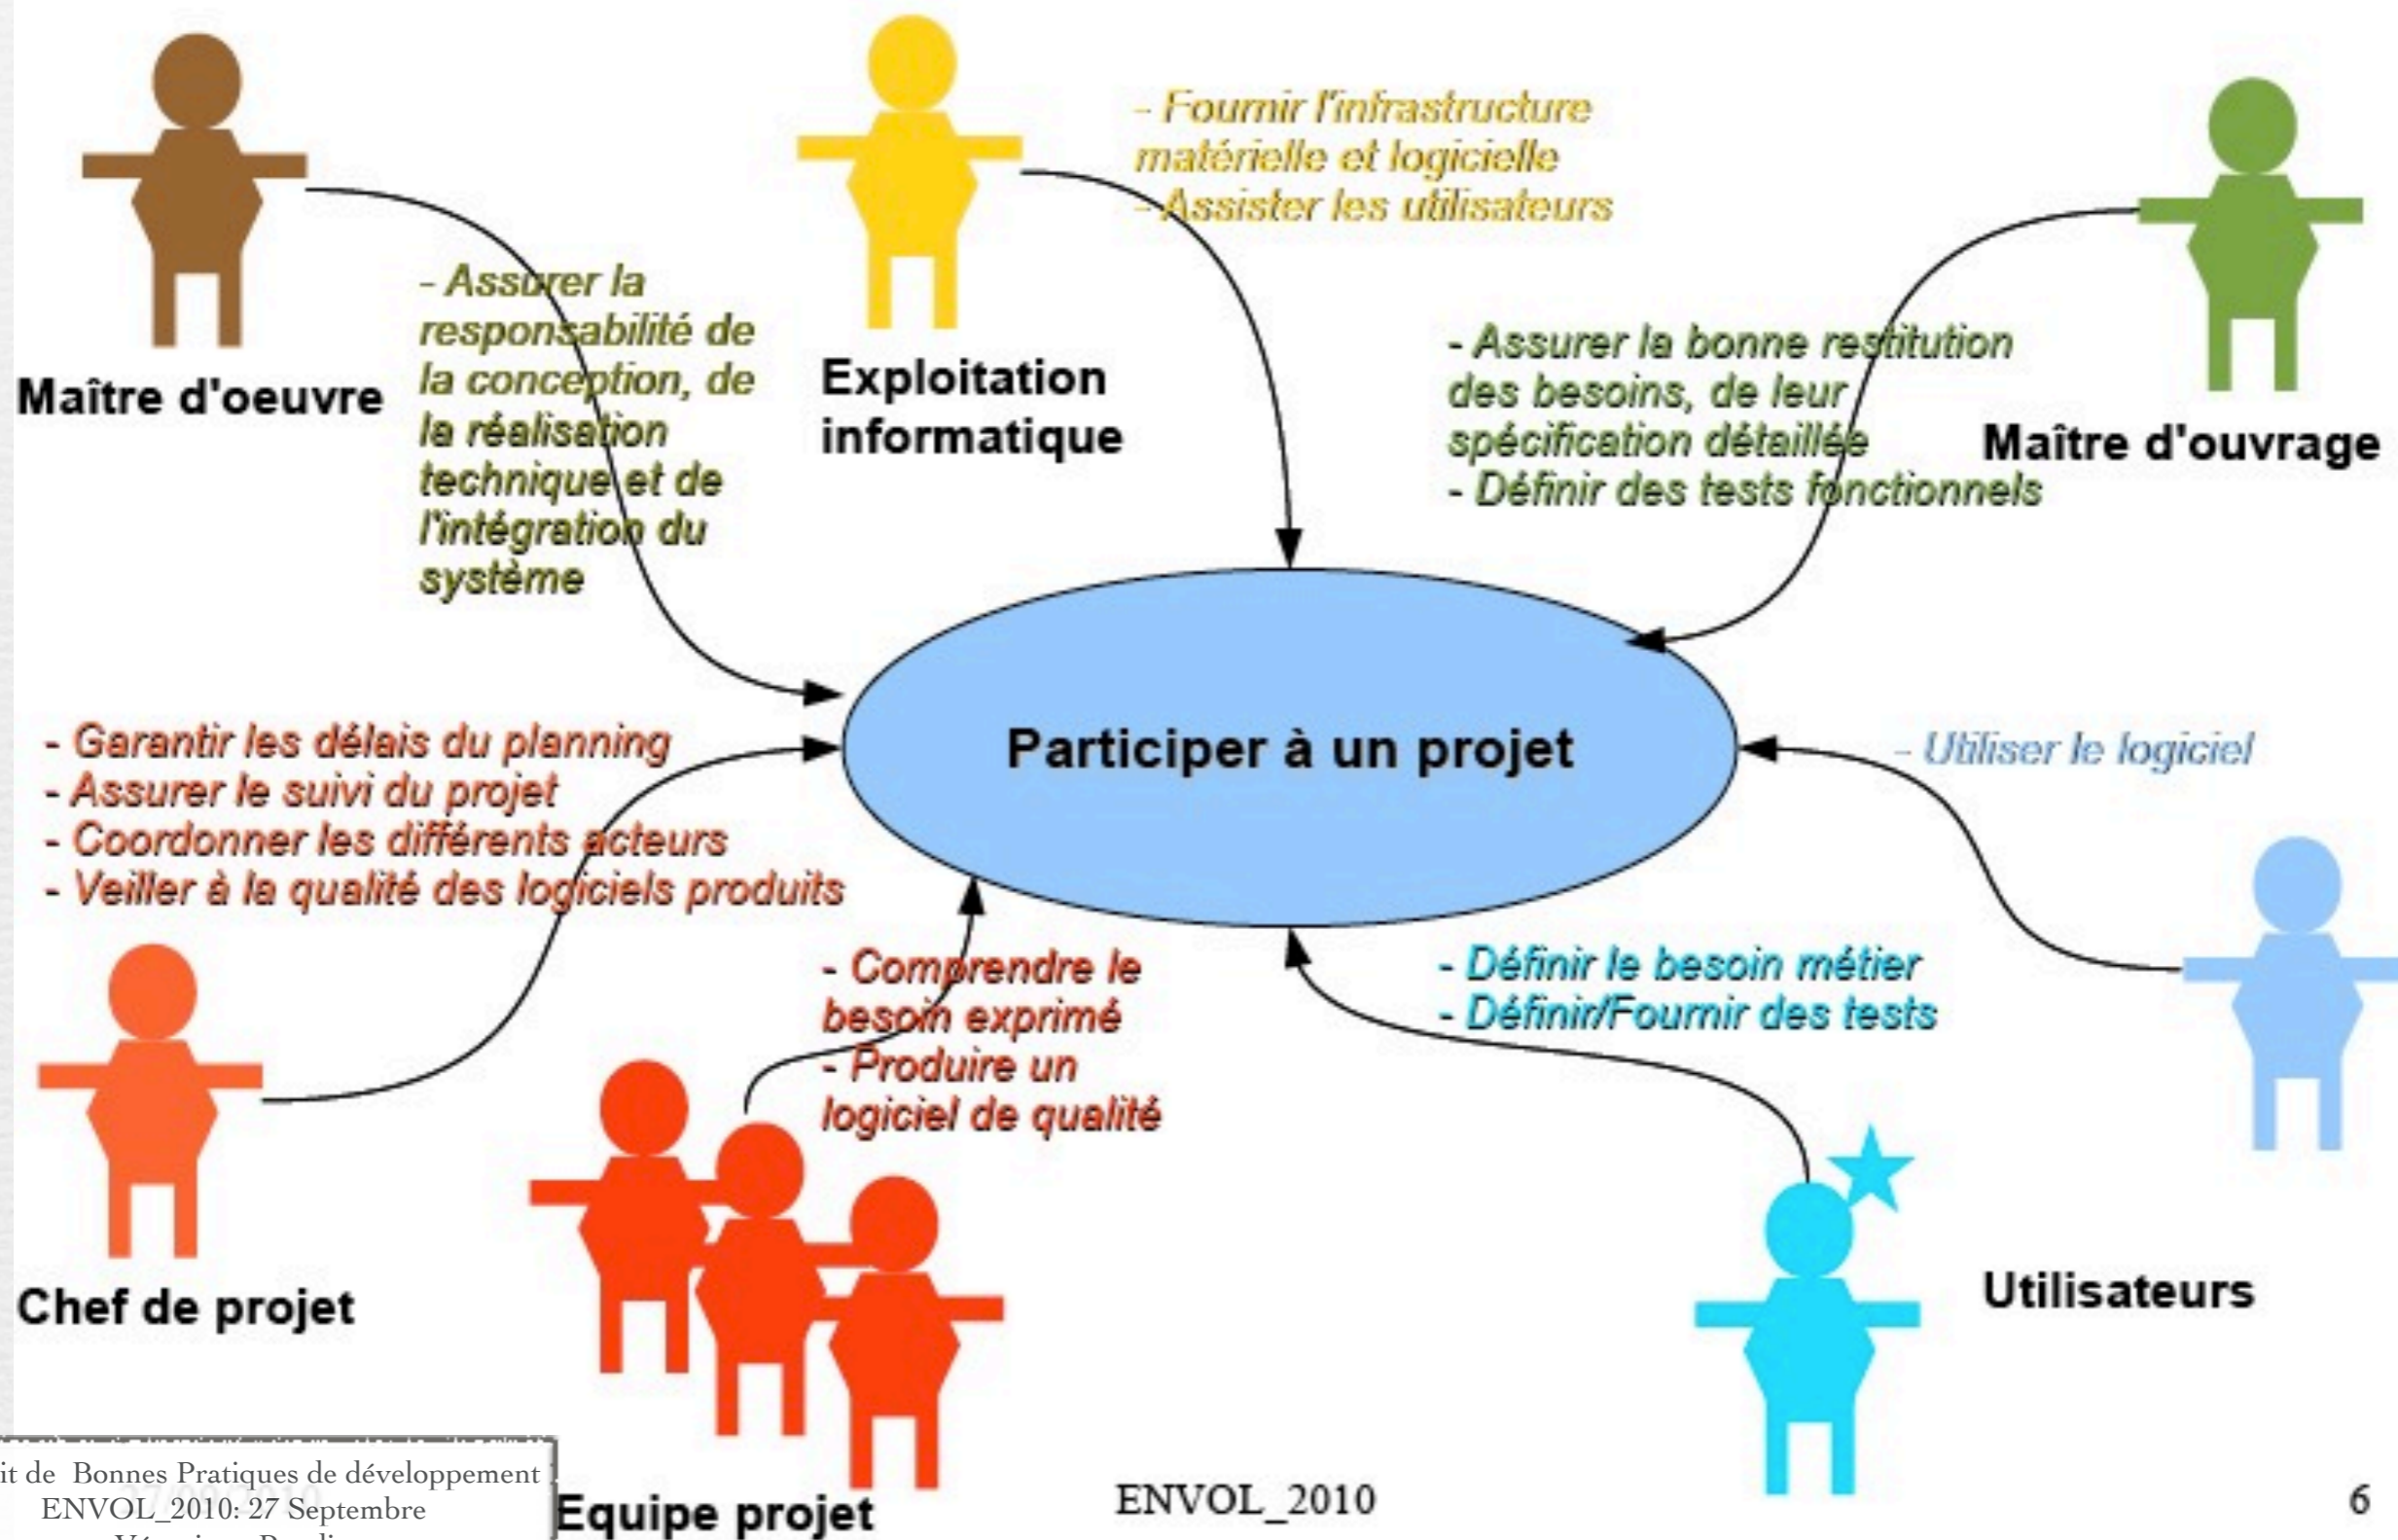 - Fournir l'infrastructure
matérielle et logicielle
- Assister les utilisateurs
- Assurer la
responsabilité de
la conception, de
la réalisation
technique et de
l'intégration du
système
Maître d'oeuvre
Exploitation
informatique
- Assurer la bonne restitution
des besoins, de leur
spécification détaillée
- Définir des tests fonctionnels
Maître d'ouvrage
Participer à un projet
- Garantir les délais du planning
- Assurer le suivi du projet
- Coordonner les différents acteurs
- Veiller à la qualité des logiciels produits
- Utiliser le logiciel
- Comprendre le
besoin exprimé
- Produire un
logiciel de qualité
- Définir le besoin métier
- Définir/Fournir des tests
Chef de projet
Utilisateurs
Equipe projet
de Bonnes Pratiques de développement
ENVOL_2010: 27 Septembre
ENVOL_2010
6